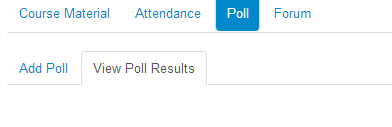 Course Material Attendance Poll Forum
Add Poll View Poll Results